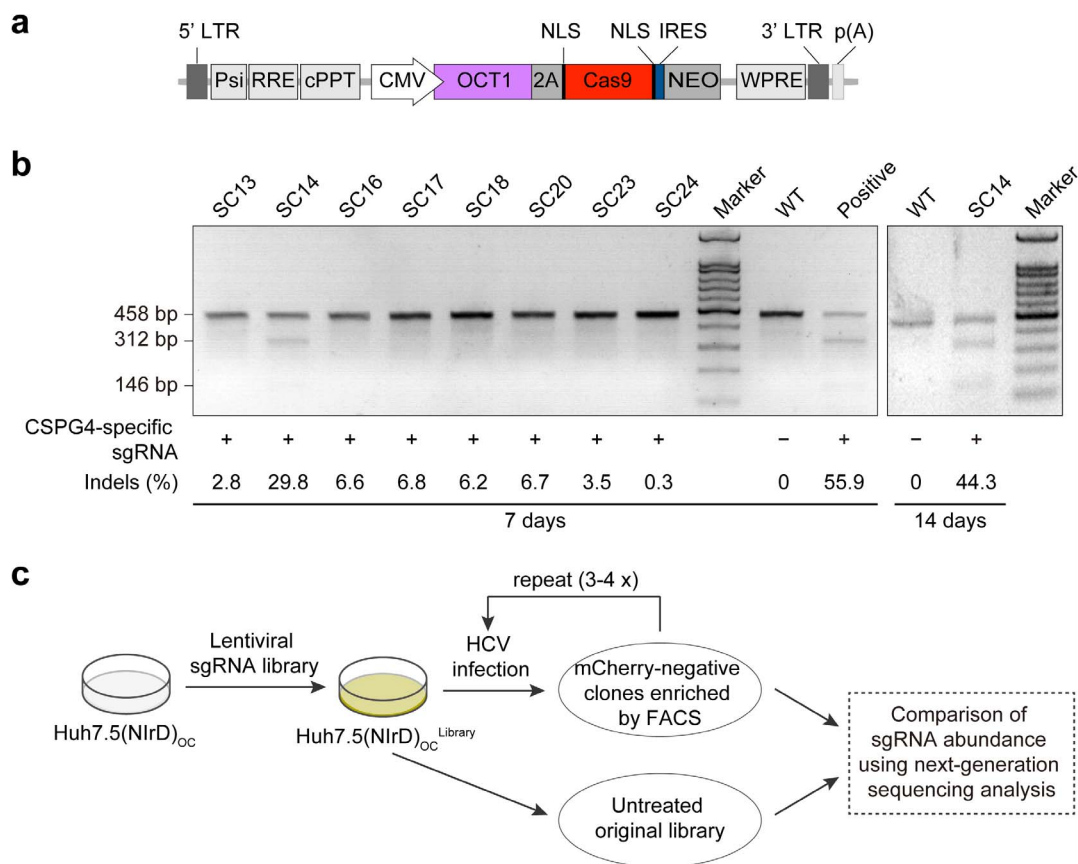 a
5' LTR NLS NLS IRES 3' LTR p(A)
Psi RRE cPPT CMV OCT1 2A Cas9 NEO WPRE
b
SC13 SC14 SC16 SC17 SC18 SC20 SC23 SC24 Marker WT Positive WT SC14 Marker
458 bp
312 bp
146 bp
CSPG4-specific
sgRNA
+ + + + + + + + − + − +
Indels (%) 2.8 29.8 6.6 6.8 6.2 6.7 3.5 0.3 0 55.9 0 44.3
7 days 14 days
c
repeat (3-4 x)
Lentiviral
sgRNA library
HCV
infection
mCherry-negative
clones enriched
by FACS
Huh7.5(NIrD)OC
Huh7.5(NIrD)OC Library
Untreated
original library
Comparison of
sgRNA abundance
using next-generation
sequencing analysis